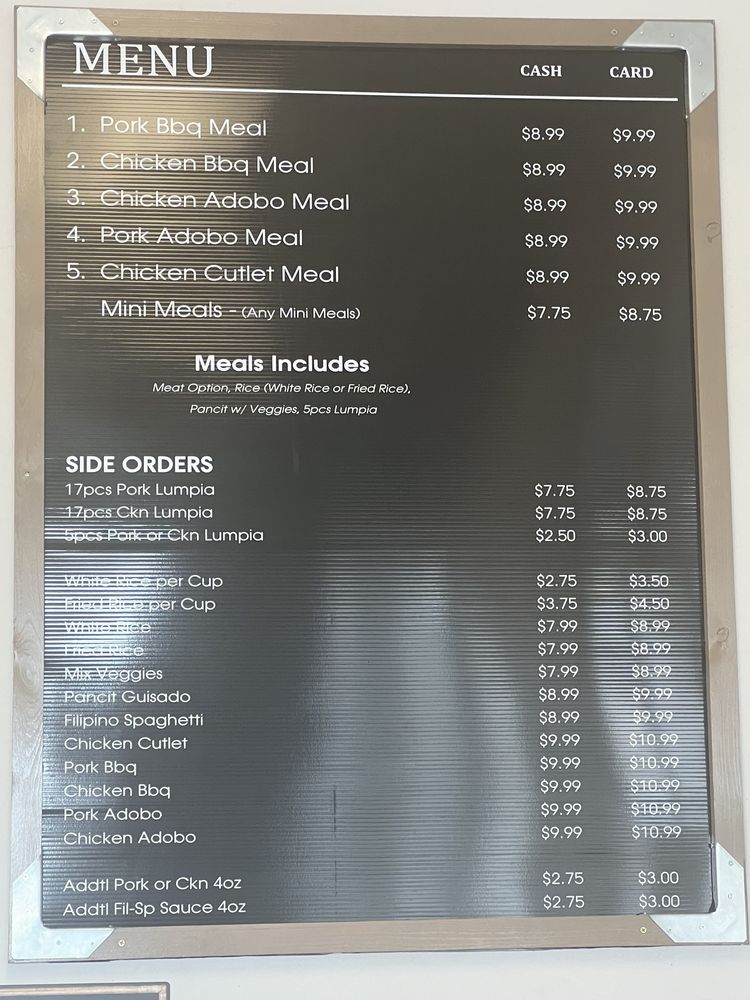 MENU CASH CARD
1. Pork Bbq Meal $8.99 $9.99
2. Chicken Bbq Meal $8.99 $9.99
3. Chicken Adobo Meal $8.99 $9.99
4. Pork Adobo Meal $8.99 $9.99
5. Chicken Cutlet Meal $8.99 $9.99
Mini Meals - (Any Mini Meals) $7.75 $8.75
Meals Includes
Meat Option, Rice (White Rice or Fried Rice),
Pancit w/ Veggies, 5pcs Lumpia
SIDE ORDERS
17pcs Pork Lumpia $7.75 $8.75
17pcs Ckn Lumpia $7.75 $8.75
5pcs Pork or Ckn Lumpia $2.50 $3.00
White Rice per Cup $2.75 $3.50
Fried Rice per Cup $3.75 $4.50
White Rice $7.99 $8.99
Fried Rice $7.99 $8.99
Mix Veggies $7.99 $8.99
Pancit Guisado $8.99 $9.99
Filipino Spaghetti $8.99 $9.99
Chicken Cutlet $9.99 $10.99
Pork Bbq $9.99 $10.99
Chicken Bbq $9.99 $10.99
Pork Adobo $9.99 $10.99
Chicken Adobo $9.99 $10.99
Addtl Pork or Ckn 4oz $2.75 $3.00
Addtl Fil-Sp Sauce 4oz $2.75 $3.00